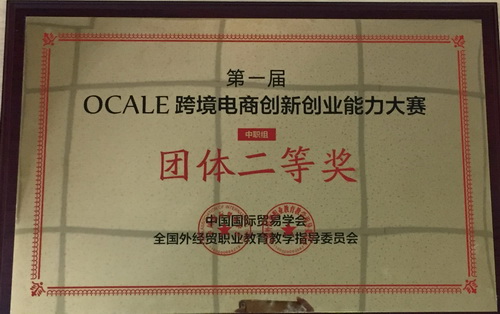 第一届
OCALE 跨境电商创新创业能力大赛
中职组
团体二等奖
中国国际贸易学会
全国外经贸职业教育教学指导委员会